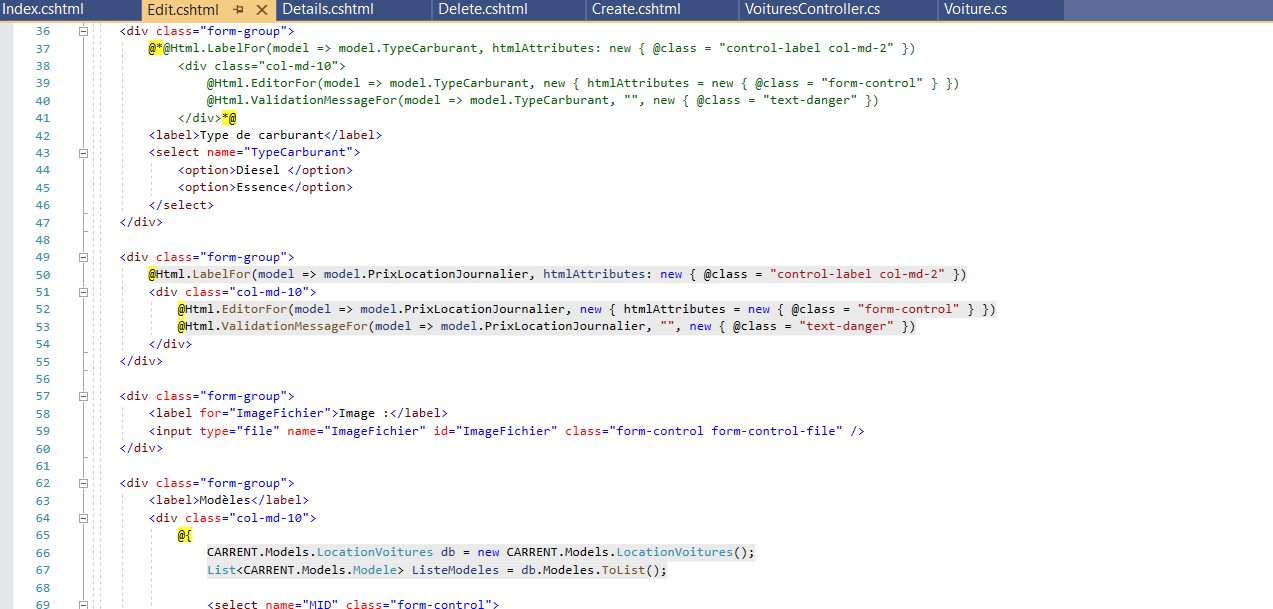 Index.cshtml Edit.cshtml Details.cshtml Delete.cshtml Create.cshtml VoituresController.cs Voiture.cs
36 <div class="form-group">
37 @*@Html.LabelFor(model => model.TypeCarburant, htmlAttributes: new { @class = "control-label col-md-2" })
38 <div class="col-md-10">
39 @Html.EditorFor(model => model.TypeCarburant, new { htmlAttributes = new { @class = "form-control" } })
40 @Html.ValidationMessageFor(model => model.TypeCarburant, "", new { @class = "text-danger" })
41 </div>*@
42 <label>Type de carburant</label>
43 <select name="TypeCarburant">
44 <option>Diesel </option>
45 <option>Essence</option>
46 </select>
47 </div>
48
49 <div class="form-group">
50 @Html.LabelFor(model => model.PrixLocationJournalier, htmlAttributes: new { @class = "control-label col-md-2" })
51 <div class="col-md-10">
52 @Html.EditorFor(model => model.PrixLocationJournalier, new { htmlAttributes = new { @class = "form-control" } })
53 @Html.ValidationMessageFor(model => model.PrixLocationJournalier, "", new { @class = "text-danger" })
54 </div>
55 </div>
56
57 <div class="form-group">
58 <label for="ImageFichier">Image :</label>
59 <input type="file" name="ImageFichier" id="ImageFichier" class="form-control form-control-file" />
60 </div>
61
62 <div class="form-group">
63 <label>Modèles</label>
64 <div class="col-md-10">
65 @{
66 CARRENT.Models.LocationVoitures db = new CARRENT.Models.LocationVoitures();
67 List<CARRENT.Models.Modele> ListeModeles = db.Modeles.ToList();
68
69 <select name="MID" class="form-control">